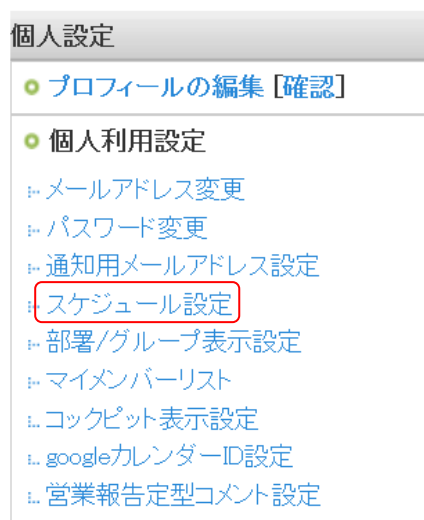 個人設定
プロフィールの編集 [確認]
個人利用設定
メールアドレス変更
パスワード変更
通知用メールアドレス設定
スケジュール設定
部署/グループ表示設定
マイメンバーリスト
コックピット表示設定
googleカレンダーID設定
営業報告定型コメント設定